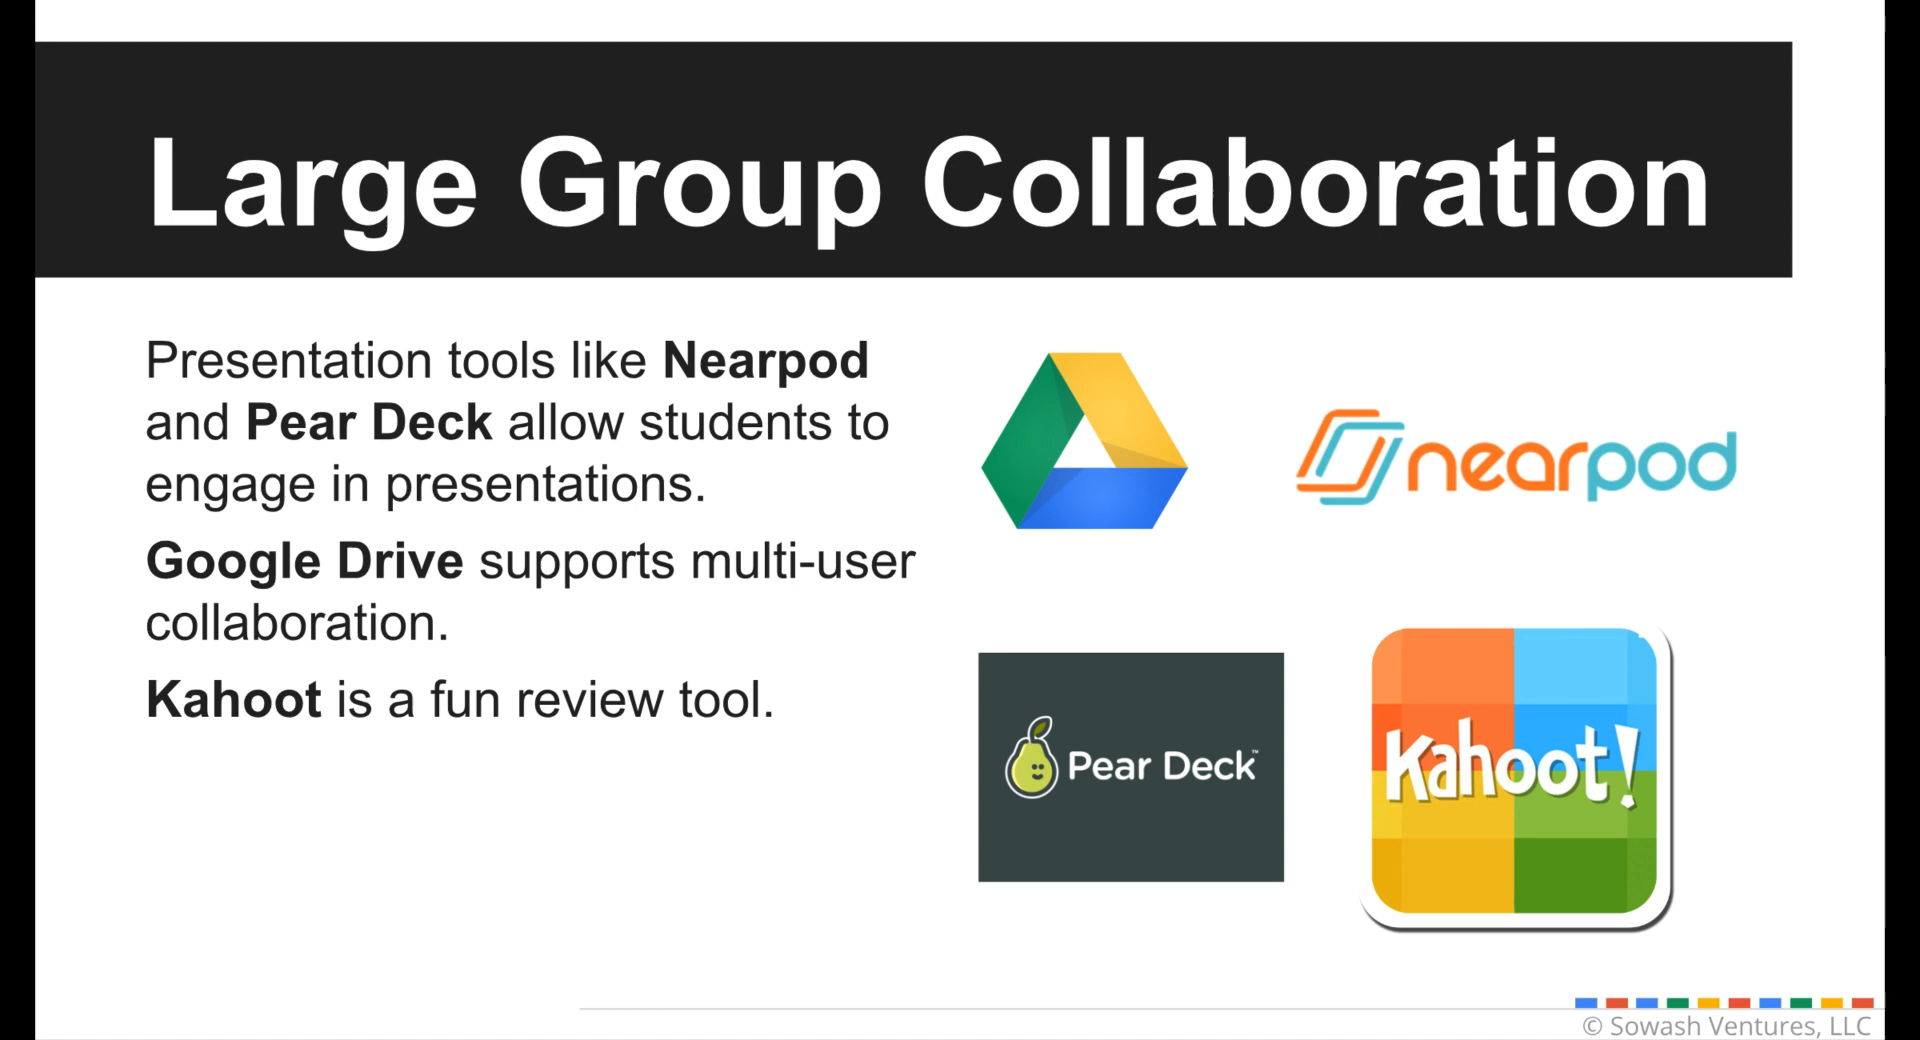 Large Group Collaboration
Presentation tools like Nearpod
and Pear Deck allow students to
engage in presentations.
Google Drive supports multi-user
collaboration.
Kahoot is a fun review tool.
nearpod
Pear Deck™
Kahoot!
© Sowash Ventures, LLC